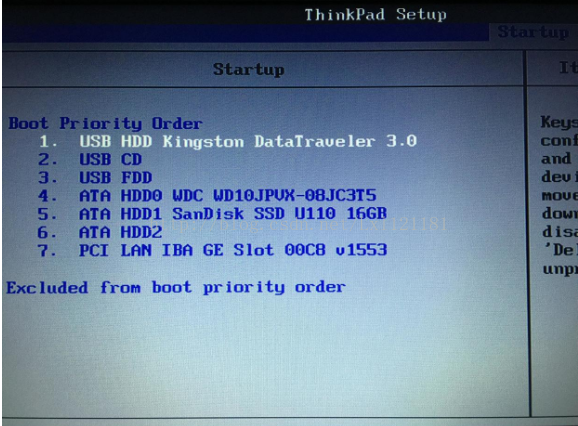 ThinkPad Setup
Startup
Startup
Boot Priority Order
1. USB HDD Kingston DataTraveler 3.0
2. USB CD
3. USB FDD
4. ATA HDD0 WDC WD10JPVX-08JC3T5
5. ATA HDD1 SanDisk SSD U110 16GB
6. ATA HDD2
7. PCI LAN IBA GE Slot 00C8 v1553
Excluded from boot priority order
It
Keys
conf
and
devi
move
down
disa
'De
unpr